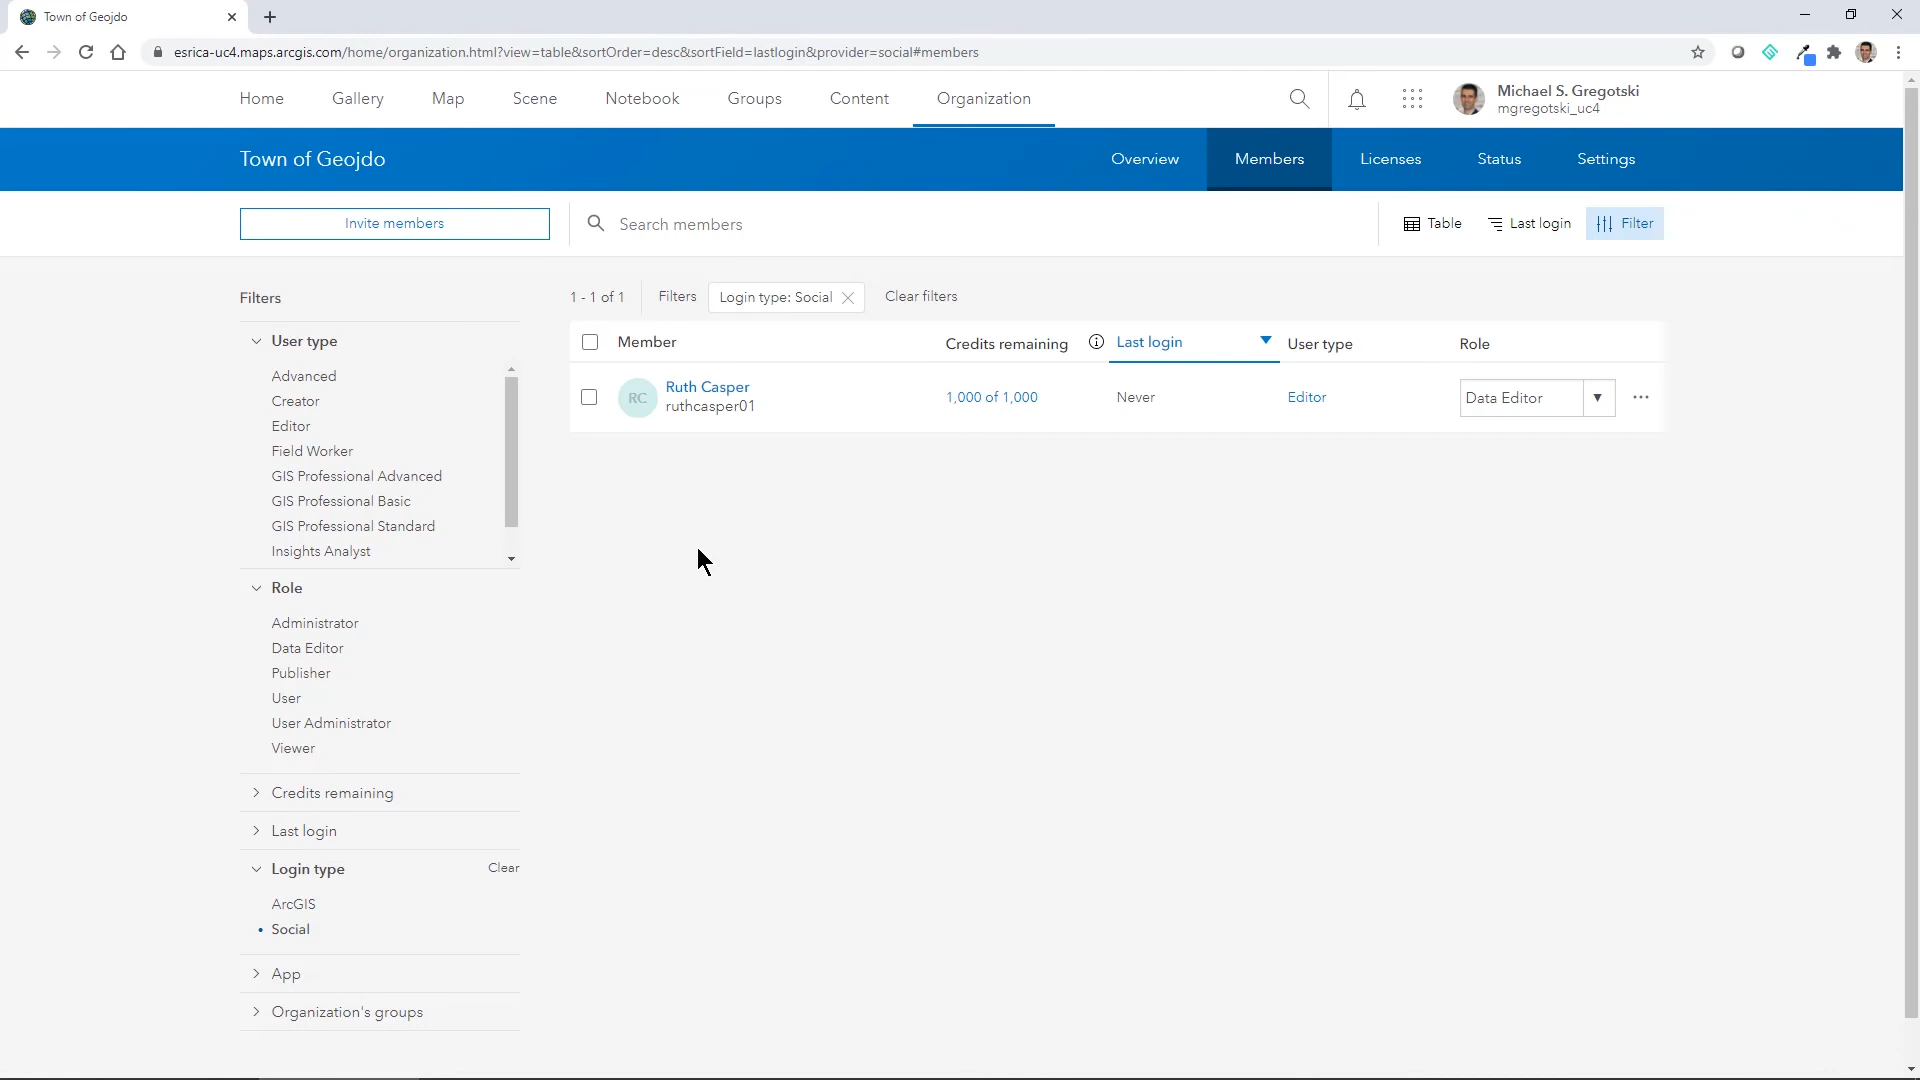 Town of Geojdo
esrica-uc4.maps.arcgis.com/home/organization.html?view=table&sortOrder=desc&sortField=lastlogin&provider=social#members
Home Gallery Map Scene Notebook Groups Content Organization
Michael S. Gregotski
mgregotski_uc4
Town of Geojdo
Overview Members Licenses Status Settings
Invite members
Search members
Table Last login Filter
Filters
User type
Advanced
Creator
Editor
Field Worker
GIS Professional Advanced
GIS Professional Basic
GIS Professional Standard
Insights Analyst
Role
Administrator
Data Editor
Publisher
User
User Administrator
Viewer
Credits remaining
Last login
Login type Clear
ArcGIS
• Social
App
Organization's groups
1 - 1 of 1 Filters Login type: Social Clear filters
Member Credits remaining Last login User type Role
RC Ruth Casper 1,000 of 1,000 Never Editor Data Editor
ruthcasper01